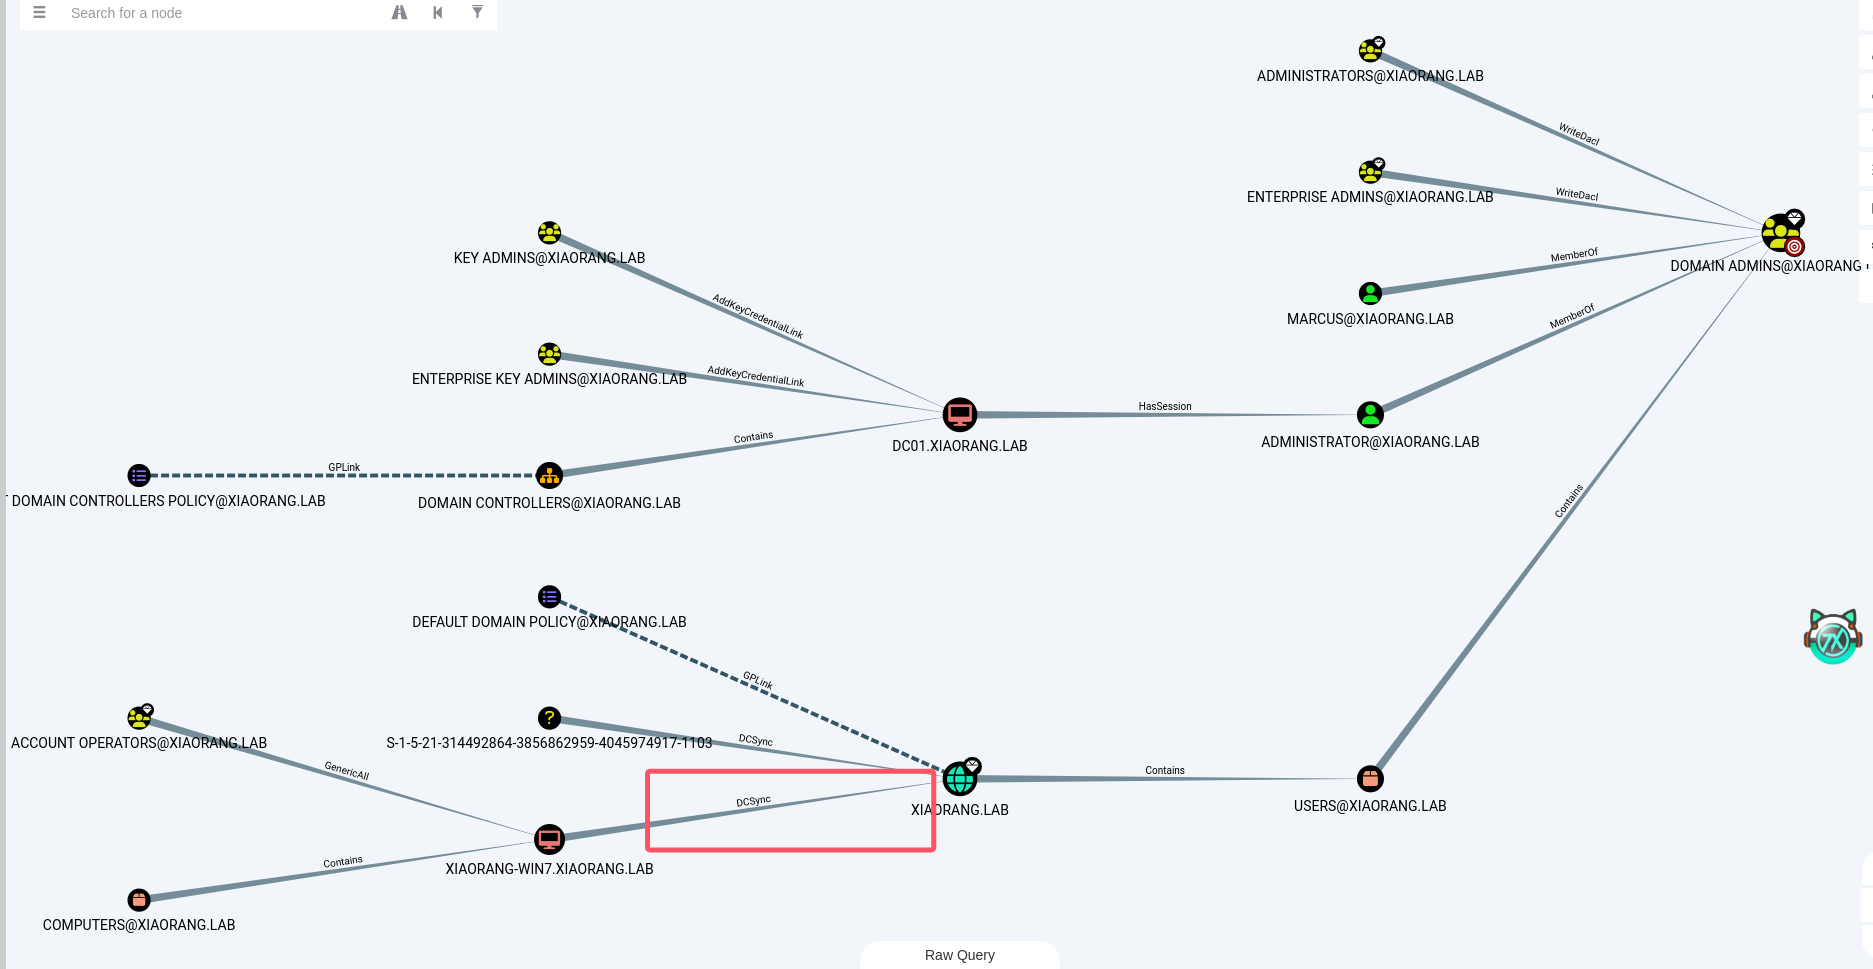 Search for a node
ADMINISTRATORS@XIAORANG.LAB
WriteDacl
ENTERPRISE ADMINS@XIAORANG.LAB
WriteDacl
KEY ADMINS@XIAORANG.LAB
MemberOf
DOMAIN ADMINS@XIAORANG
AddKeyCredentialLink
MARCUS@XIAORANG.LAB
MemberOf
ENTERPRISE KEY ADMINS@XIAORANG.LAB
AddKeyCredentialLink
HasSession
Contains
DC01.XIAORANG.LAB
ADMINISTRATOR@XIAORANG.LAB
GPLink
DOMAIN CONTROLLERS POLICY@XIAORANG.LAB
DOMAIN CONTROLLERS@XIAORANG.LAB
Contains
DEFAULT DOMAIN POLICY@XIAORANG.LAB
GPLink
ACCOUNT OPERATORS@XIAORANG.LAB
S-1-5-21-314492864-3856862959-4045974917-1103
DCSync
GenericAll
Contains
DCSync
XIAORANG.LAB
USERS@XIAORANG.LAB
Contains
XIAORANG-WIN7.XIAORANG.LAB
COMPUTERS@XIAORANG.LAB
Raw Query